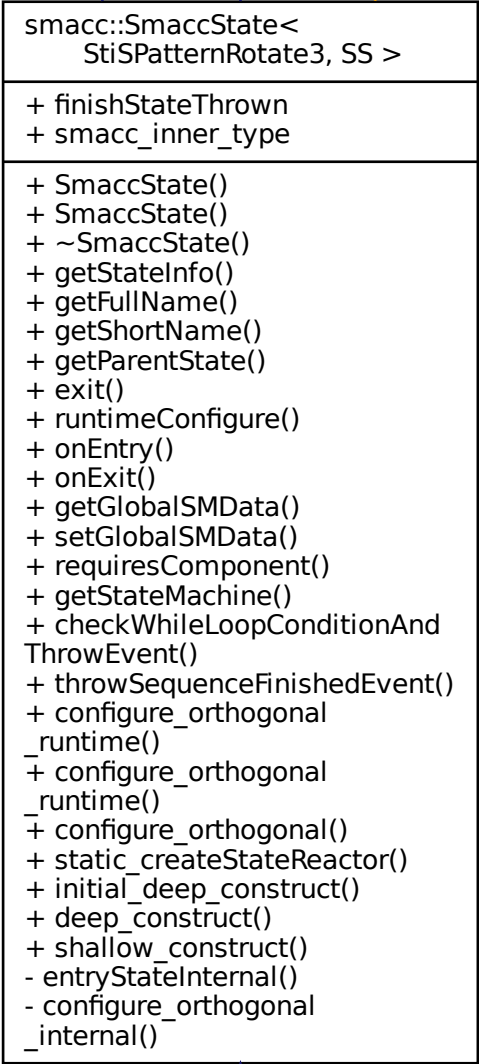 smacc::SmaccState<
StiSPatternRotate3, SS >
+ finishStateThrown
+ smacc_inner_type
+ SmaccState()
+ SmaccState()
+ ~SmaccState()
+ getStateInfo()
+ getFullName()
+ getShortName()
+ getParentState()
+ exit()
+ runtimeConfigure()
+ onEntry()
+ onExit()
+ getGlobalSMData()
+ setGlobalSMData()
+ requiresComponent()
+ getStateMachine()
+ checkWhileLoopConditionAnd
ThrowEvent()
+ throwSequenceFinishedEvent()
+ configure_orthogonal
_runtime()
+ configure_orthogonal
_runtime()
+ configure_orthogonal()
+ static_createStateReactor()
+ initial_deep_construct()
+ deep_construct()
+ shallow_construct()
- entryStateInternal()
- configure_orthogonal
_internal()